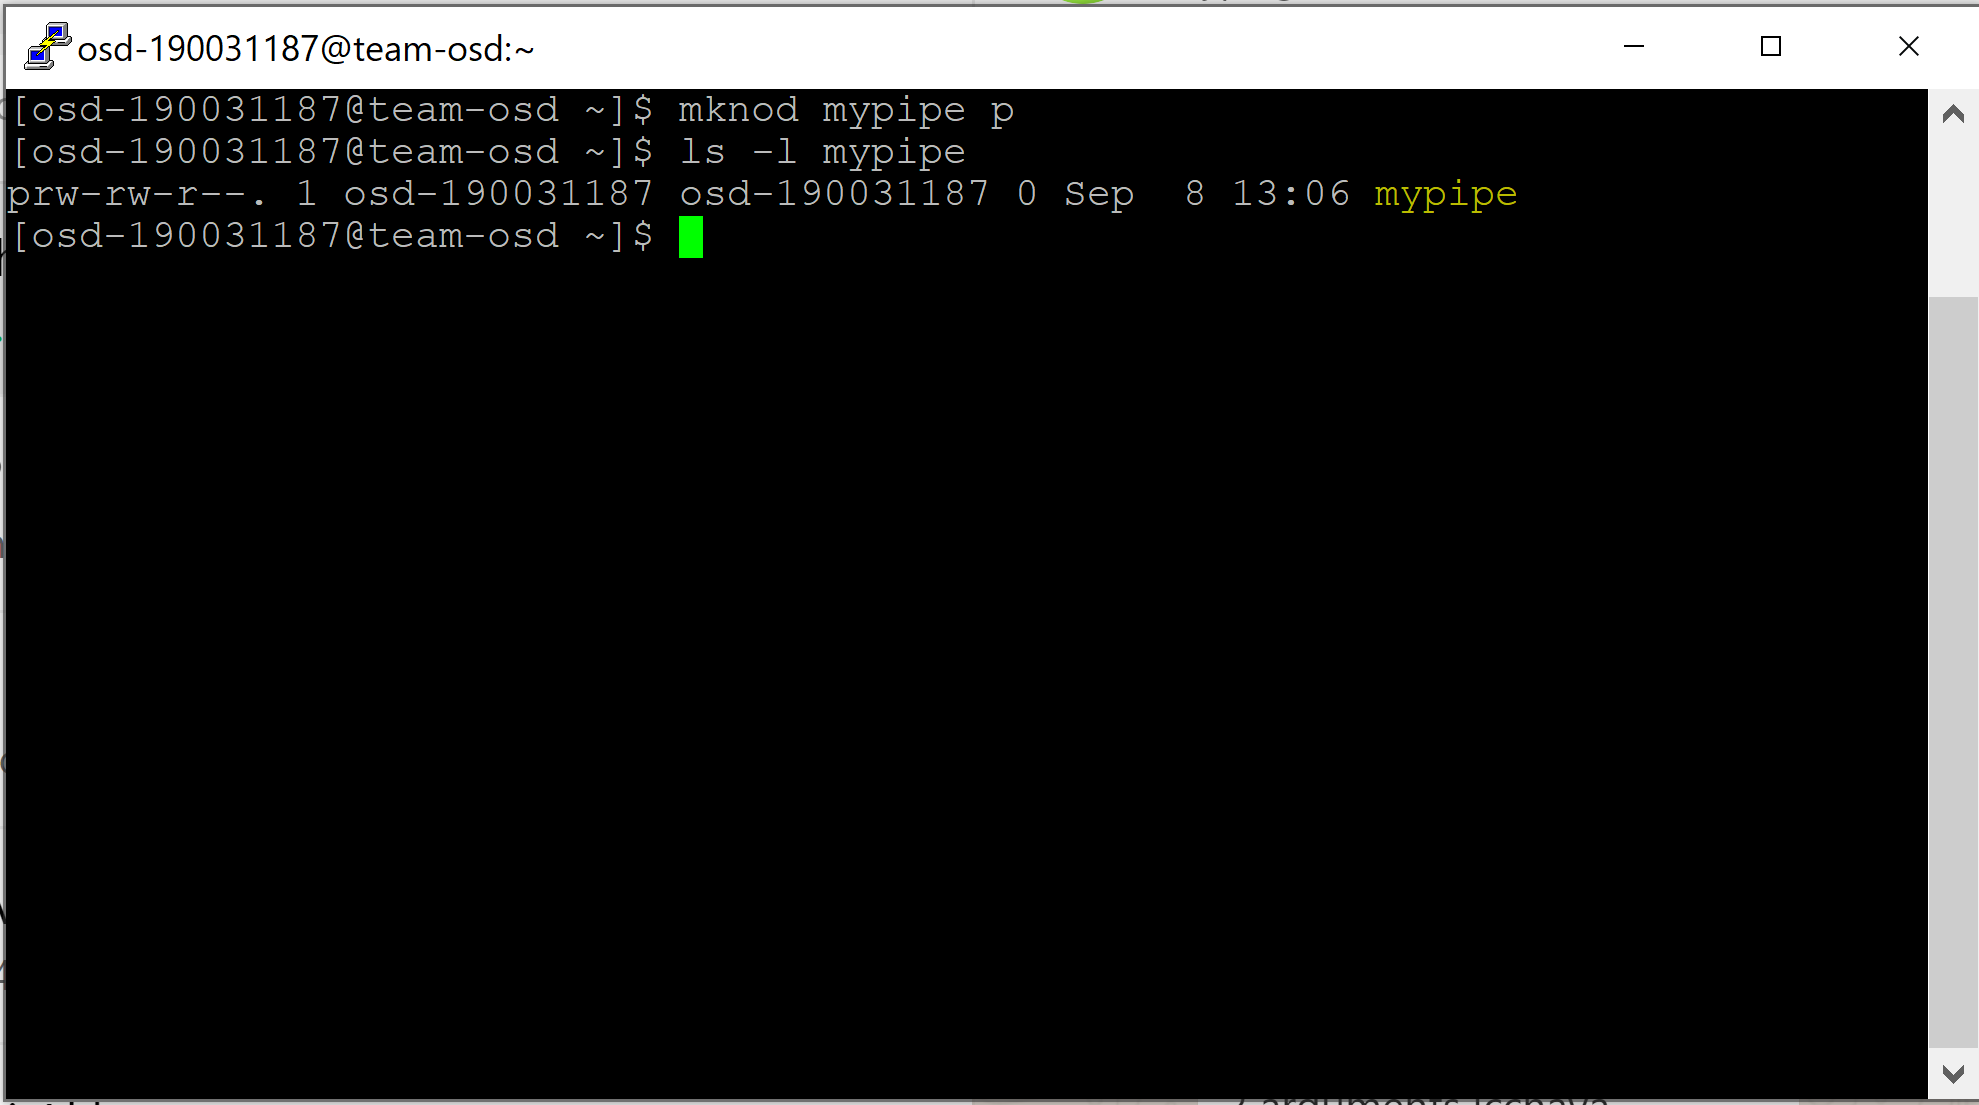 osd-190031187@team-osd:~
[osd-190031187@team-osd ~]$ mknod mypipe p
[osd-190031187@team-osd ~]$ ls -l mypipe
prw-rw-r--. 1 osd-190031187 osd-190031187 0 Sep  8 13:06 mypipe
[osd-190031187@team-osd ~]$